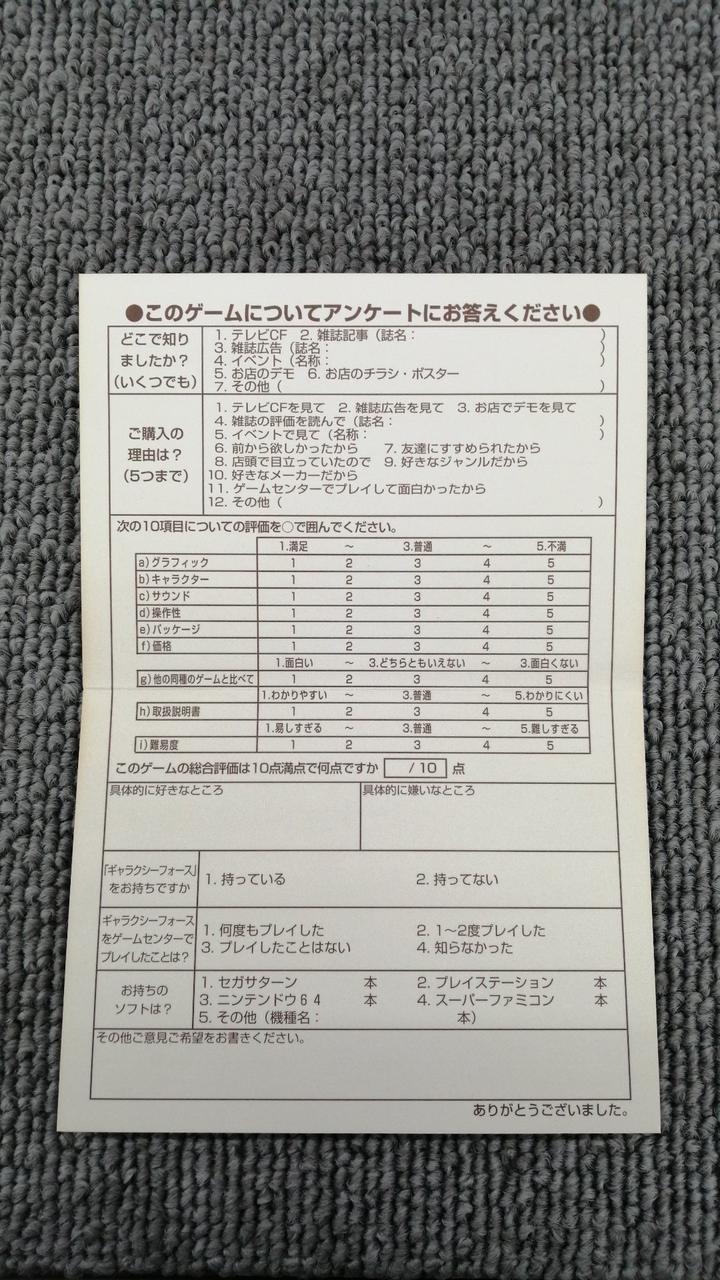 ●このゲームについてアンケートにお答えください●
どこで知り
ましたか？
(いくつでも)
1. テレビCF　2. 雑誌記事（誌名：　）
3. 雑誌広告（誌名：　）
4. イベント（名称：　）
5. お店のデモ　6. お店のチラシ・ポスター
7. その他（　）
ご購入の
理由は？
(5つまで)
1. テレビCFを見て　2. 雑誌広告を見て　3. お店でデモを見て
4. 雑誌の評価を読んで（誌名：　）
5. イベントで見て（名称：　）
6. 前から欲しかったから　7. 友達にすすめられたから
8. 店頭で目立っていたので　9. 好きなジャンルだから
10. 好きなメーカーだから
11. ゲームセンターでプレイして面白かったから
12. その他（　）
次の10項目についての評価を○で囲んでください。
1.満足　～　3.普通　～　5.不満
a)グラフィック　1　2　3　4　5
b)キャラクター　1　2　3　4　5
c)サウンド　1　2　3　4　5
d)操作性　1　2　3　4　5
e)パッケージ　1　2　3　4　5
f)価格　1　2　3　4　5
1.面白い　～　3.どちらともいえない　～　3.面白くない
g)他の同種のゲームと比べて　1　2　3　4　5
1.わかりやすい　～　3.普通　～　5.わかりにくい
h)取扱説明書　1　2　3　4　5
1.易しすぎる　～　3.普通　～　5.難しすぎる
i)難易度　1　2　3　4　5
このゲームの総合評価は10点満点で何点ですか　/10　点
具体的に好きなところ　具体的に嫌いなところ
「ギャラクシーフォース」
をお持ちですか
1. 持っている　2. 持ってない
ギャラクシーフォース
をゲームセンターで
プレイしたことは？
1. 何度もプレイした　2. 1～2度プレイした
3. プレイしたことはない　4. 知らなかった
お持ちの
ソフトは？
1. セガサターン　本　2. プレイステーション　本
3. ニンテンドウ64　本　4. スーパーファミコン　本
5. その他（機種名：　本）
その他ご意見ご希望をお書きください。
ありがとうございました。